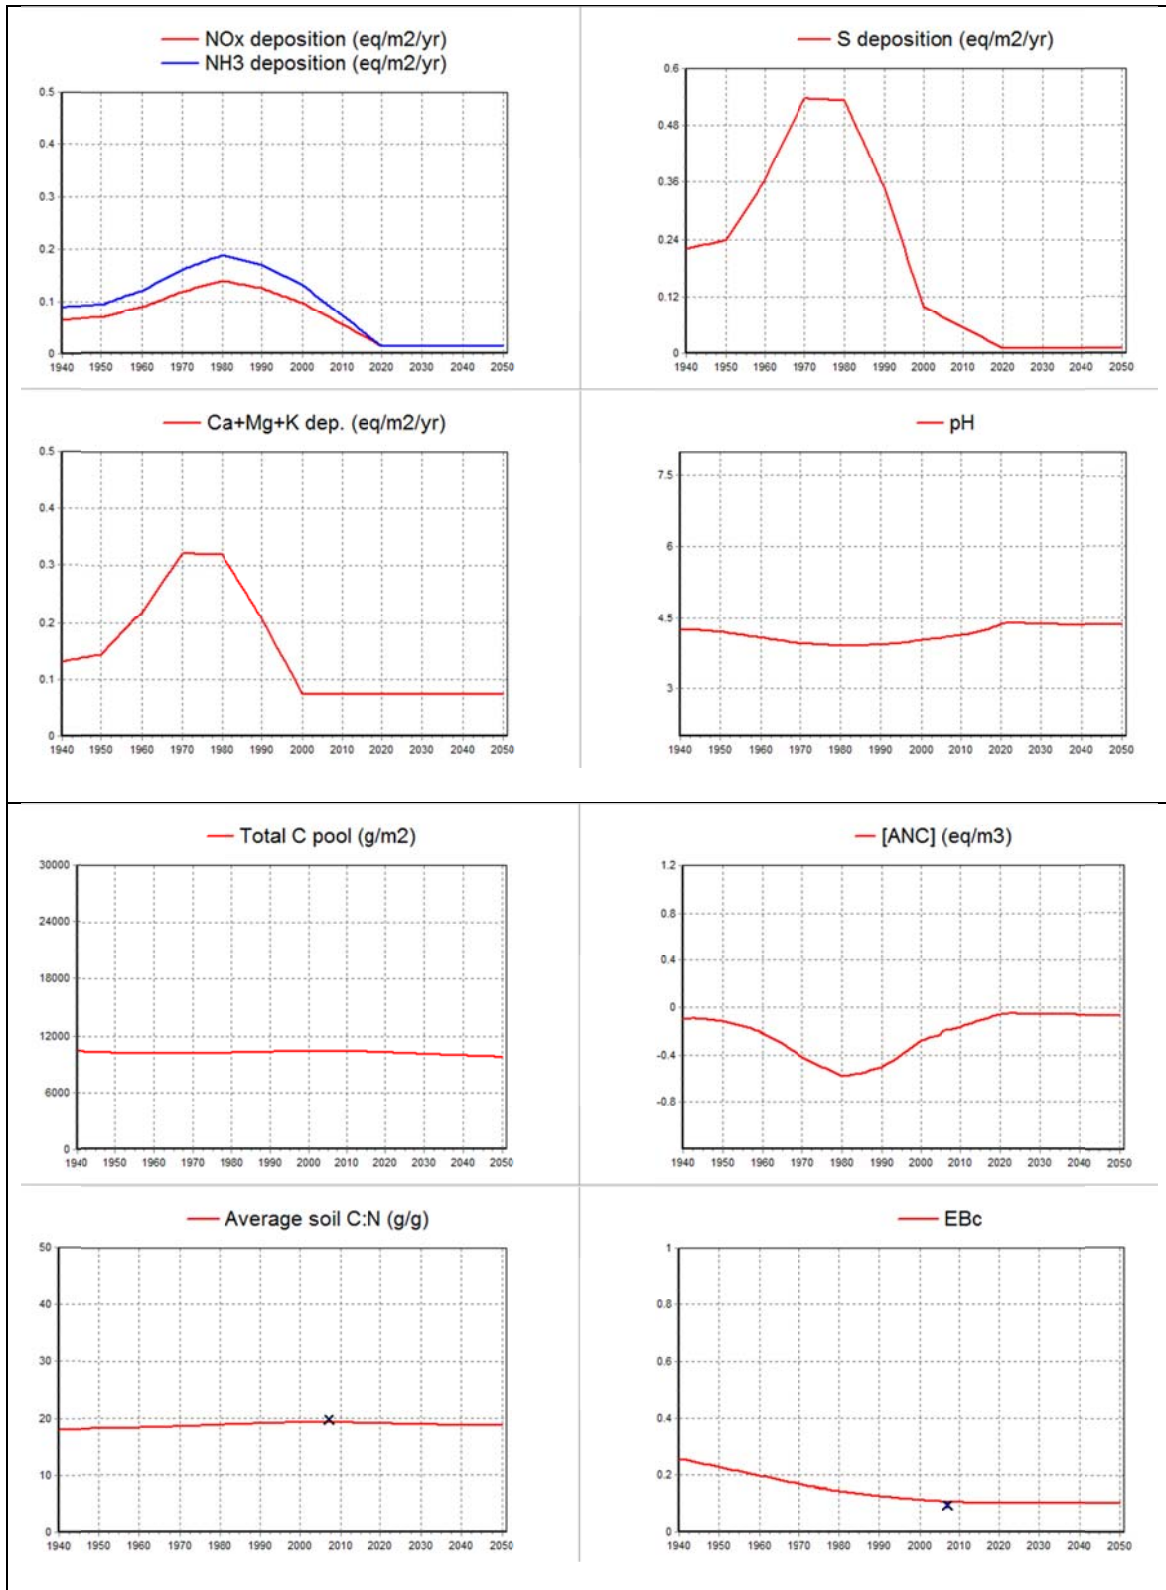 NOx deposition (eq/m2/yr)
NH3 deposition (eq/m2/yr)
0.5
0.4
0.3
0.2
0.1
0
1940 1950 1960 1970 1980 1990 2000 2010 2020 2030 2040 2050
S deposition (eq/m2/yr)
0.6
0.48
0.36
0.24
0.12
0
1940 1950 1960 1970 1980 1990 2000 2010 2020 2030 2040 2050
Ca+Mg+K dep. (eq/m2/yr)
0.5
0.4
0.3
0.2
0.1
0
1940 1950 1960 1970 1980 1990 2000 2010 2020 2030 2040 2050
pH
7.5
6
4.5
3
1940 1950 1960 1970 1980 1990 2000 2010 2020 2030 2040 2050
Total C pool (g/m2)
30000
24000
18000
12000
6000
0
1940 1950 1960 1970 1980 1990 2000 2010 2020 2030 2040 2050
[ANC] (eq/m3)
1.2
0.8
0.4
0
-0.4
-0.8
1940 1950 1960 1970 1980 1990 2000 2010 2020 2030 2040 2050
Average soil C:N (g/g)
50
40
30
20
10
0
1940 1950 1960 1970 1980 1990 2000 2010 2020 2030 2040 2050
EBc
1
0.8
0.6
0.4
0.2
0
1940 1950 1960 1970 1980 1990 2000 2010 2020 2030 2040 2050